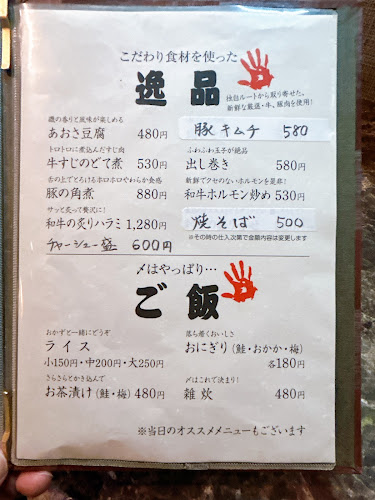 こだわり食材を使った
逸品
独自ルートから取り寄せた、
新鮮な厳選・牛、豚肉を使用！
磯の香りと風味が楽しめる
あおさ豆腐 480円
豚キムチ 580
トロトロに煮込んだすじ肉
牛すじのどて煮 530円
ふわふわ玉子が絶品
出し巻き 580円
舌の上でとろけるホロホロやわらか食感
豚の角煮 880円
新鮮でクセのないホルモンを是非！
和牛ホルモン炒め 530円
サッと炙って贅沢に！
和牛の炙りハラミ 1,280円
焼そば 500
※その時の仕入次第で金額内容は変更します
チャーシュー盛 600円
〆はやっぱり…
ご飯
おかずと一緒にどうぞ
ライス
小150円・中200円・大250円
落ち着くおいしさ
おにぎり（鮭・おかか・梅）
各180円
さらさらとかき込んで
お茶漬け（鮭・梅）480円
〆はこれで決まり！
雑炊 480円
※当日のオススメメニューもございます